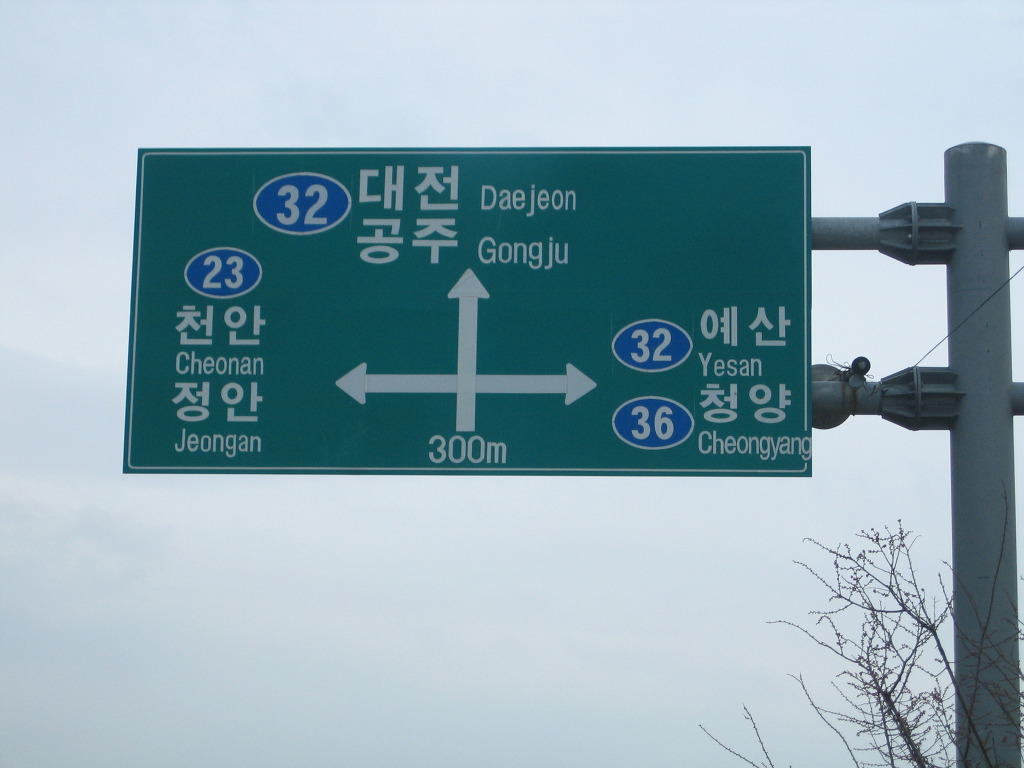 32 대전 Daejeon
공주 Gongju
23
천안
Cheonan
정안
Jeongan
32 예산
Yesan
36 청양
Cheongyang
300m